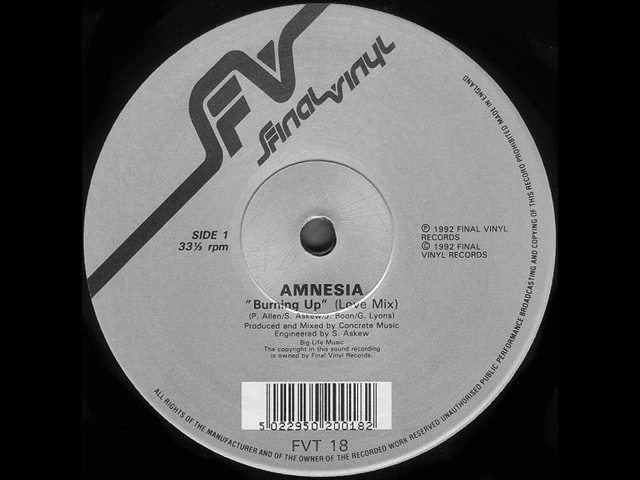 FV
finalvinyl
MADE IN ENGLAND
SIDE 1
33⅓ rpm
℗ 1992 FINAL VINYL
RECORDS
© 1992 FINAL
VINYL RECORDS
AMNESIA
"Burning Up" (Love Mix)
(P. Allen/S. Askew/J. Boon/G. Lyons)
Produced and Mixed by Concrete Music
Engineered by S. Askew
Big Life Music
The copyright in this sound recording
is owned by Final Vinyl Records.
5 022950 200182
FVT 18
ALL RIGHTS OF THE MANUFACTURER AND OF THE OWNER OF THE RECORDED WORK RESERVED·UNAUTHORISED PUBLIC PERFORMANCE BROADCASTING AND COPYING OF THIS RECORD PROHIBITED